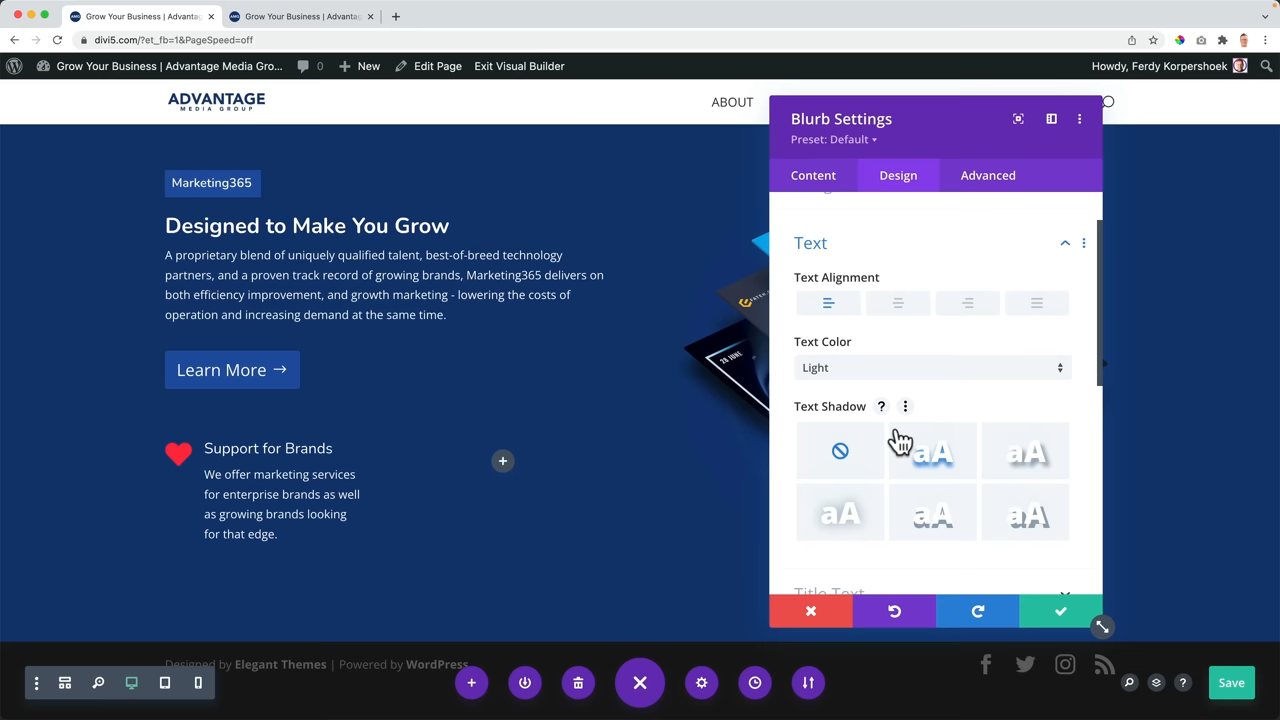 Grow Your Business | Advantag
Grow Your Business | Advantag
divi5.com/?et_fb=1&PageSpeed=off
Grow Your Business | Advantage Media Gro...
0
New
Edit Page
Exit Visual Builder
Howdy, Ferdy Korpershoek
ADVANTAGE
MEDIA GROUP
ABOUT
Blurb Settings
Preset: Default
Content
Design
Advanced
Marketing365
Designed to Make You Grow
A proprietary blend of uniquely qualified talent, best-of-breed technology
partners, and a proven track record of growing brands, Marketing365 delivers on
both efficiency improvement, and growth marketing - lowering the costs of
operation and increasing demand at the same time.
Learn More →
28 JUNE
Support for Brands
We offer marketing services
for enterprise brands as well
as growing brands looking
for that edge.
Text
Text Alignment
Text Color
Light
Text Shadow ?
aA
aA
aA
aA
aA
Title Text
Designed by Elegant Themes | Powered by WordPress
Save